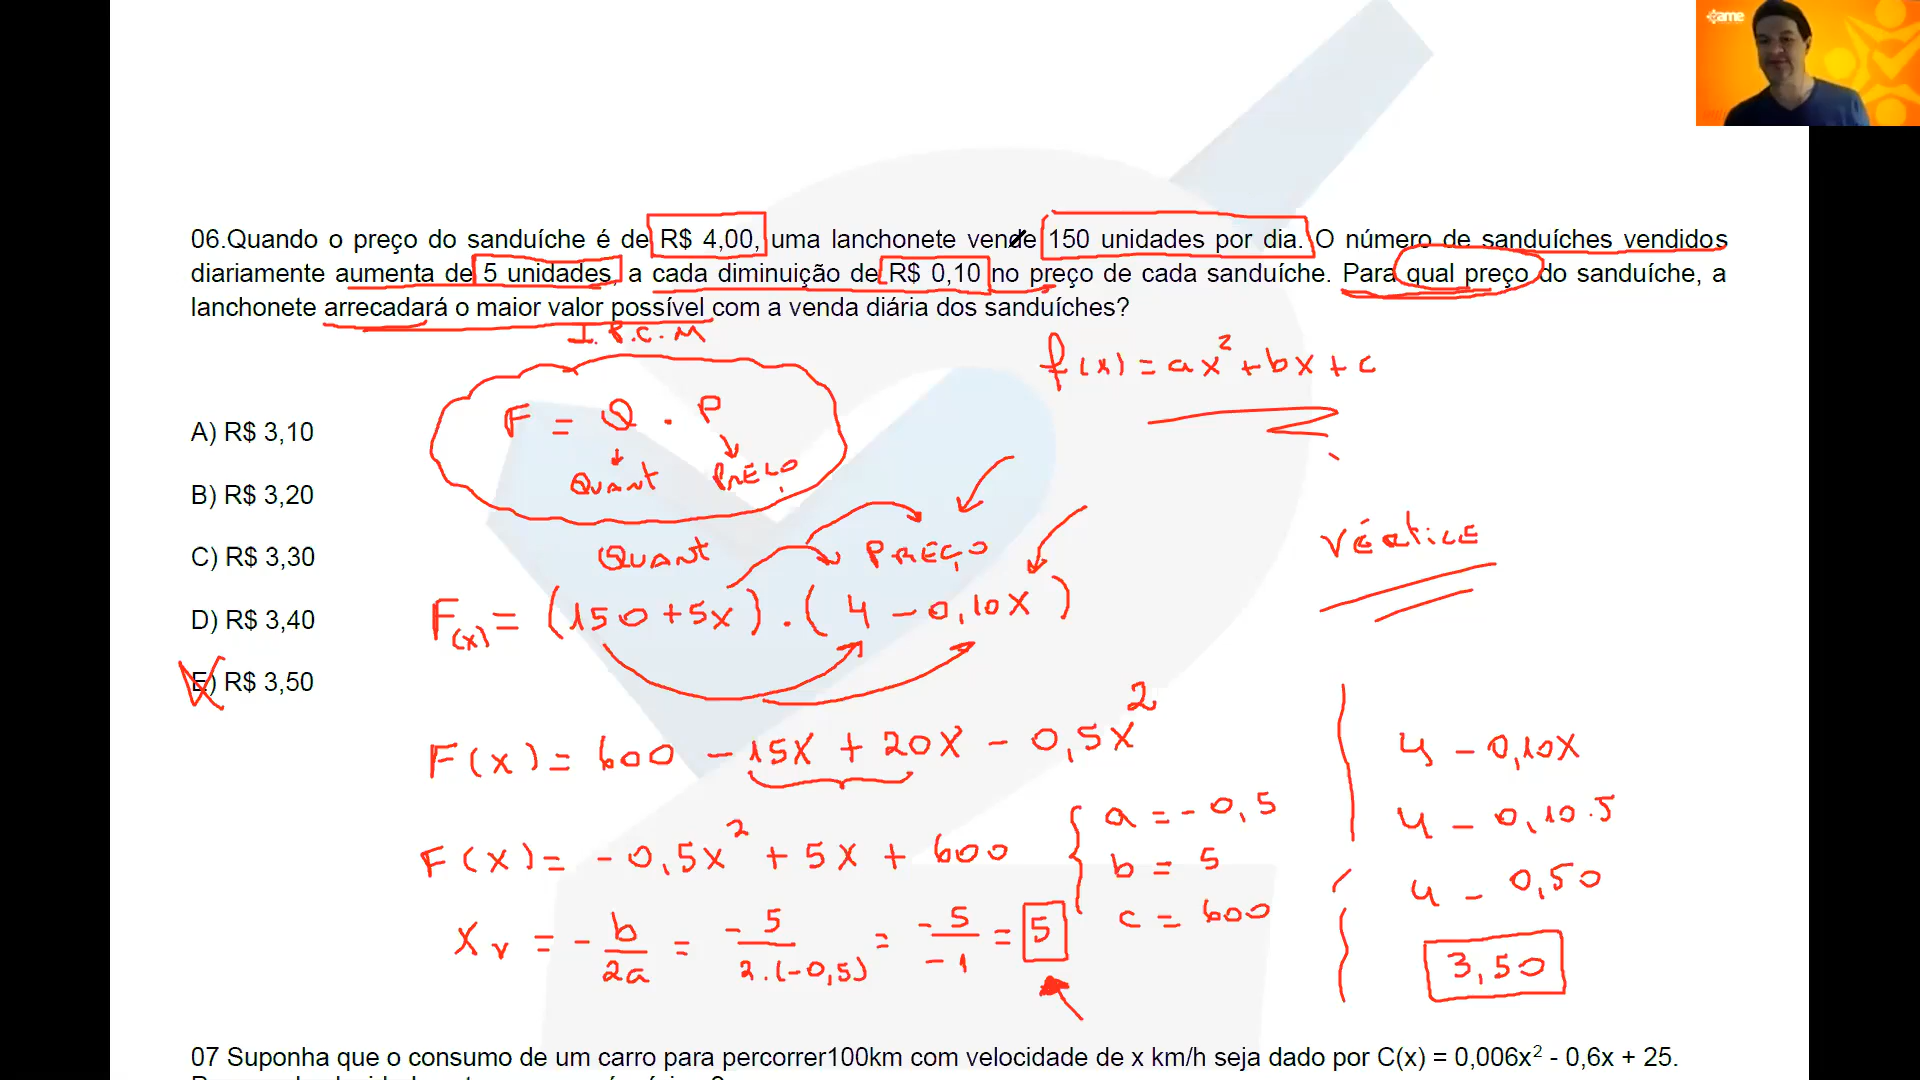 came
06.Quando o preço do sanduíche é de R$ 4,00, uma lanchonete vende 150 unidades por dia. O número de sanduíches vendidos
diariamente aumenta de 5 unidades, a cada diminuição de R$ 0,10 no preço de cada sanduíche. Para qual preço do sanduíche, a
lanchonete arrecadará o maior valor possível com a venda diária dos sanduíches?
I.P.C.M
f(x) = ax² + bx + c
F = Q . P
QUANT PREÇO
A) R$ 3,10
B) R$ 3,20
C) R$ 3,30
D) R$ 3,40
E) R$ 3,50
Vértice
QUANT PREÇO
F(x) = (150 + 5x) . (4 - 0,10x)
F(x) = 600 - 15x + 20x - 0,5x²
F(x) = - 0,5x² + 5x + 600
a = - 0,5
b = 5
c = 600
Xv = - b/2a = - 5/2.(-0,5) = - 5/- 1 = 5
4 - 0,10x
4 - 0,10.5
4 - 0,50
3,50
07 Suponha que o consumo de um carro para percorrer100km com velocidade de x km/h seja dado por C(x) = 0,006x² - 0,6x + 25.